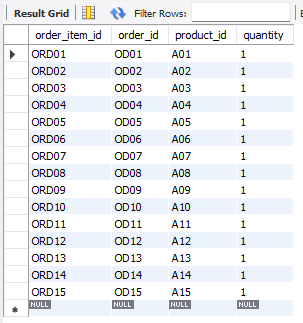 Result Grid Filter Rows:
order_item_id order_id product_id quantity
ORD01 OD01 A01 1
ORD02 OD02 A02 1
ORD03 OD03 A03 1
ORD04 OD04 A04 1
ORD05 OD05 A05 1
ORD06 OD06 A06 1
ORD07 OD07 A07 1
ORD08 OD08 A08 1
ORD09 OD09 A09 1
ORD10 OD10 A10 1
ORD11 OD11 A11 1
ORD12 OD12 A12 1
ORD13 OD13 A13 1
ORD14 OD14 A14 1
ORD15 OD15 A15 1
NULL NULL NULL NULL